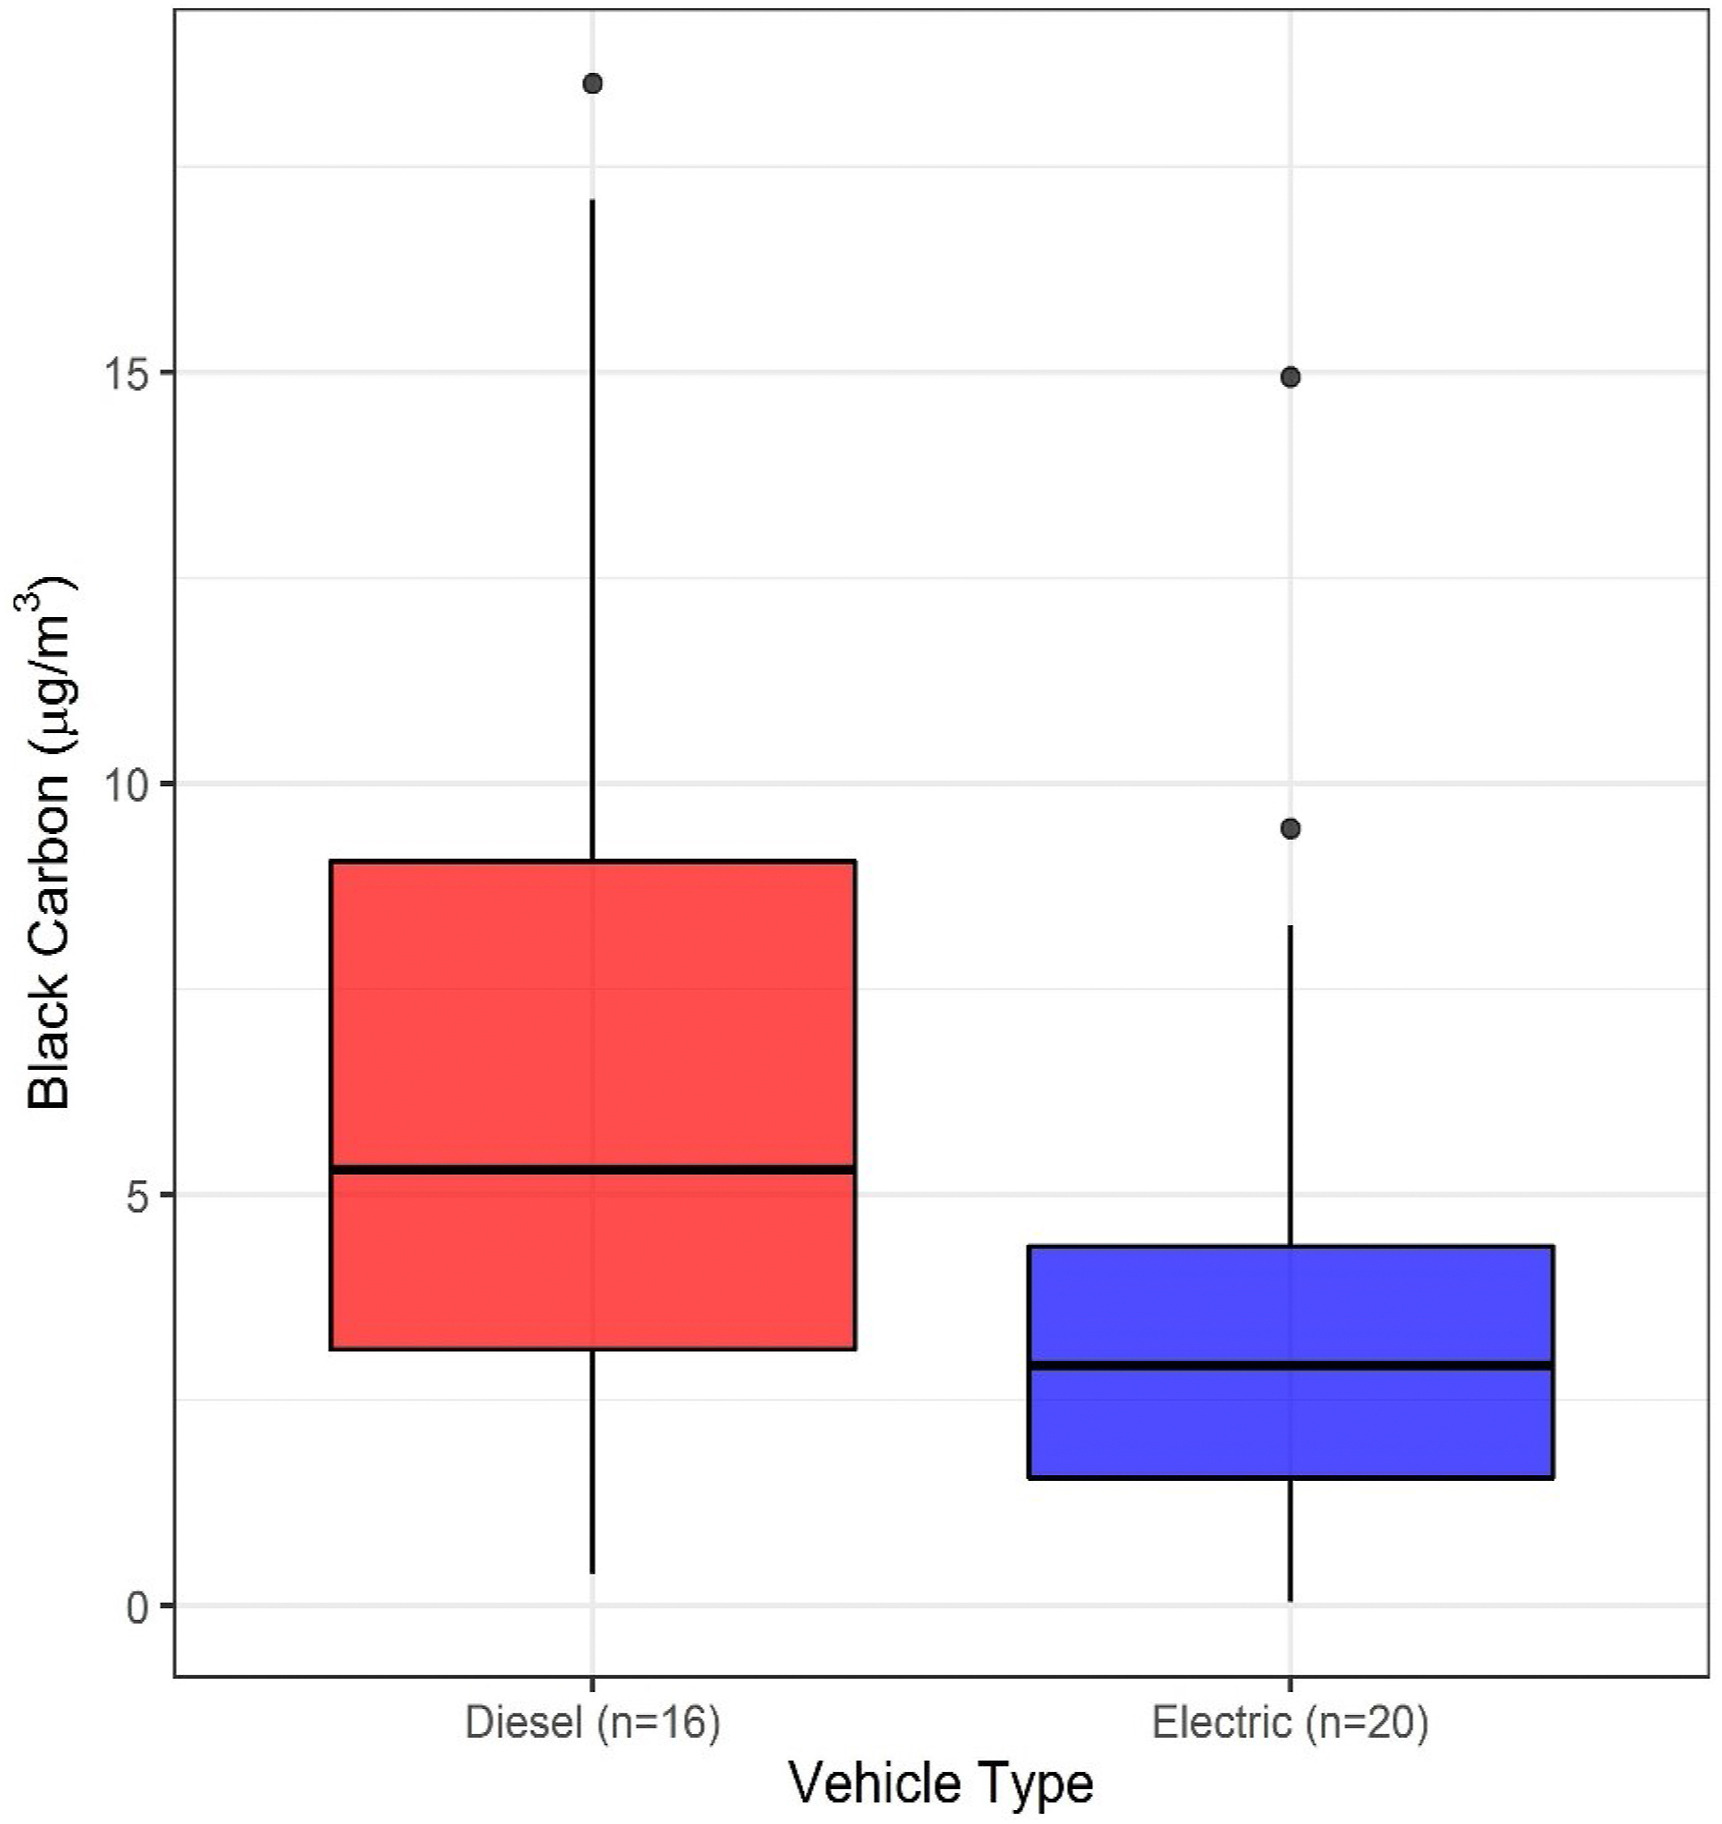 Black Carbon (μg/m³)
15
10
5
0
Diesel (n=16)
Electric (n=20)
Vehicle Type